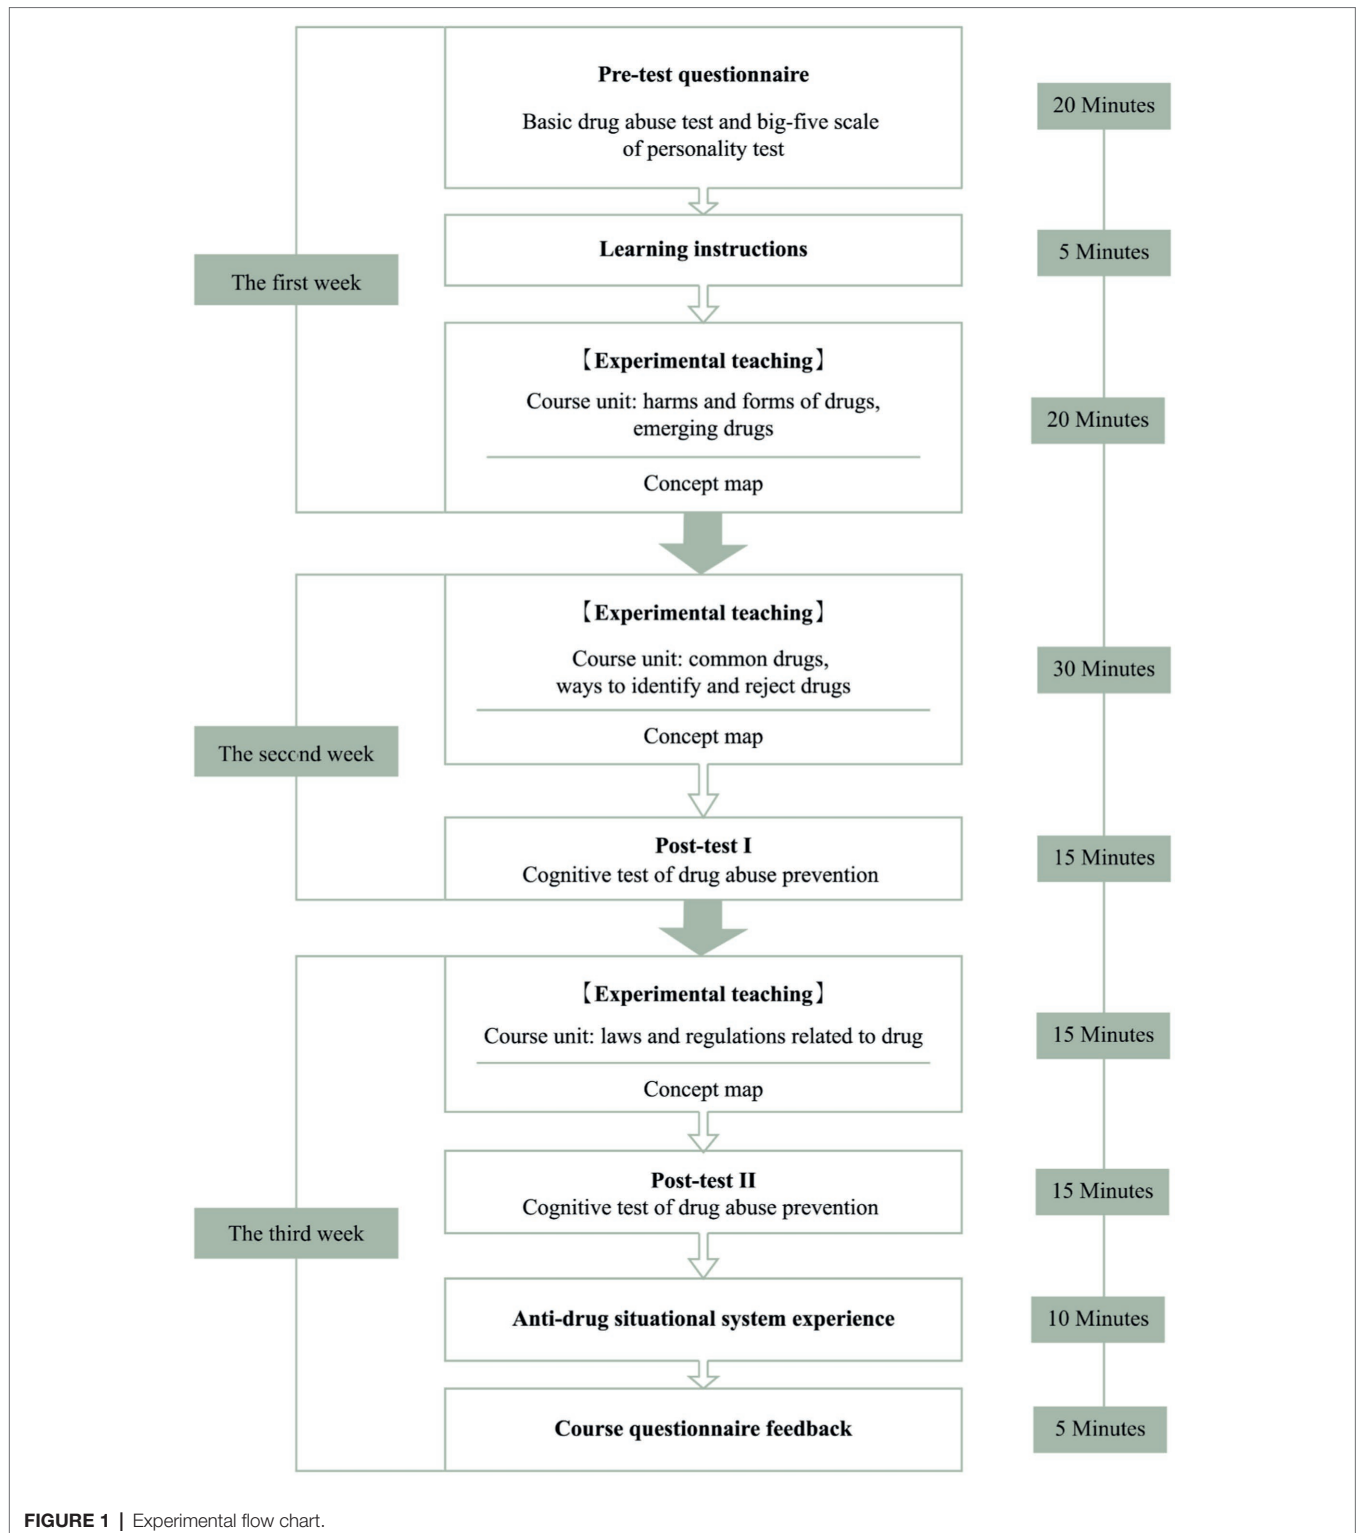 Pre-test questionnaire
Basic drug abuse test and big-five scale
of personality test
20 Minutes
Learning instructions
5 Minutes
The first week
【Experimental teaching】
Course unit: harms and forms of drugs,
emerging drugs
Concept map
20 Minutes
【Experimental teaching】
Course unit: common drugs,
ways to identify and reject drugs
Concept map
30 Minutes
The second week
Post-test I
Cognitive test of drug abuse prevention
15 Minutes
【Experimental teaching】
Course unit: laws and regulations related to drug
Concept map
15 Minutes
Post-test II
Cognitive test of drug abuse prevention
15 Minutes
The third week
Anti-drug situational system experience
10 Minutes
Course questionnaire feedback
5 Minutes
FIGURE 1 | Experimental flow chart.